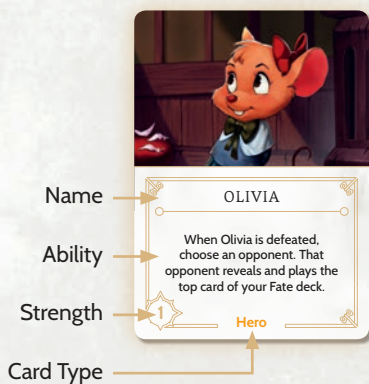 Name
OLIVIA
Ability
When Olivia is defeated,
choose an opponent. That
opponent reveals and plays the
top card of your Fate deck.
Strength
1
Hero
Card Type